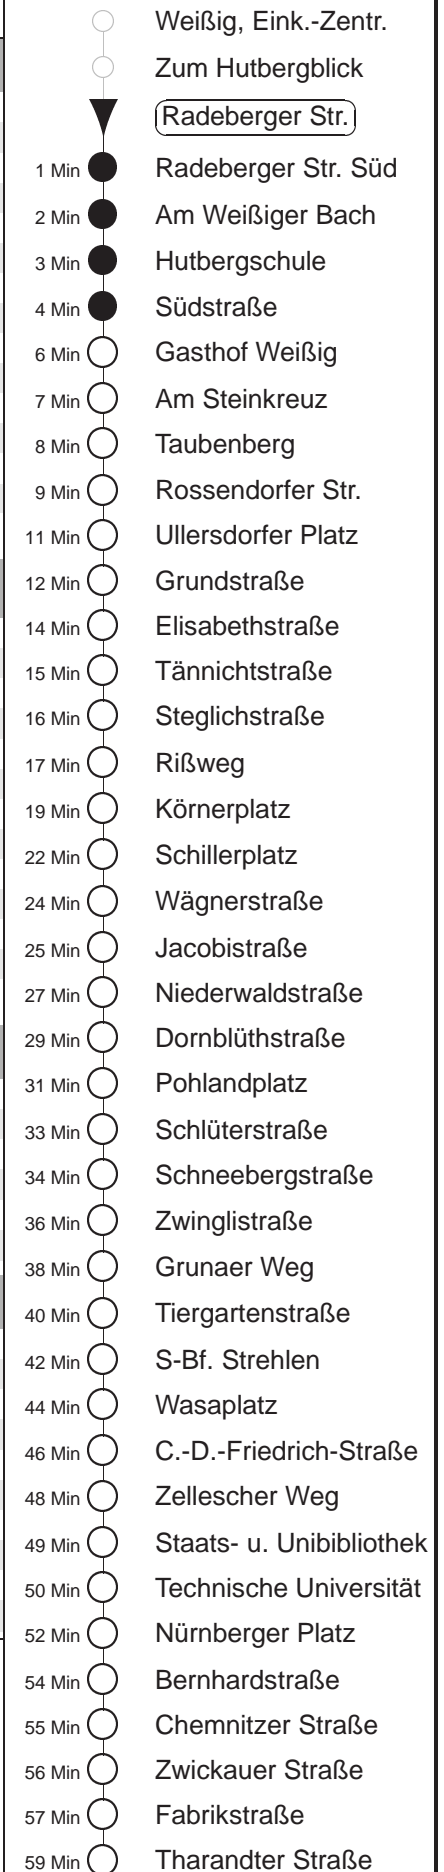 Weißig, Eink.-Zentr.
Zum Hutbergblick
Radeberger Str.
1 Min Radeberger Str. Süd
2 Min Am Weißiger Bach
3 Min Hutbergschule
4 Min Südstraße
6 Min Gasthof Weißig
7 Min Am Steinkreuz
8 Min Taubenberg
9 Min Rossendorfer Str.
11 Min Ullersdorfer Platz
12 Min Grundstraße
14 Min Elisabethstraße
15 Min Tännichtstraße
16 Min Steglichstraße
17 Min Rißweg
19 Min Körnerplatz
22 Min Schillerplatz
24 Min Wägnerstraße
25 Min Jacobistraße
27 Min Niederwaldstraße
29 Min Dornblüthstraße
31 Min Pohlandplatz
33 Min Schlüterstraße
34 Min Schneebergstraße
36 Min Zwinglistraße
38 Min Grunaer Weg
40 Min Tiergartenstraße
42 Min S-Bf. Strehlen
44 Min Wasaplatz
46 Min C.-D.-Friedrich-Straße
48 Min Zellescher Weg
49 Min Staats- u. Unibibliothek
50 Min Technische Universität
52 Min Nürnberger Platz
54 Min Bernhardstraße
55 Min Chemnitzer Straße
56 Min Zwickauer Straße
57 Min Fabrikstraße
59 Min Tharandter Straße